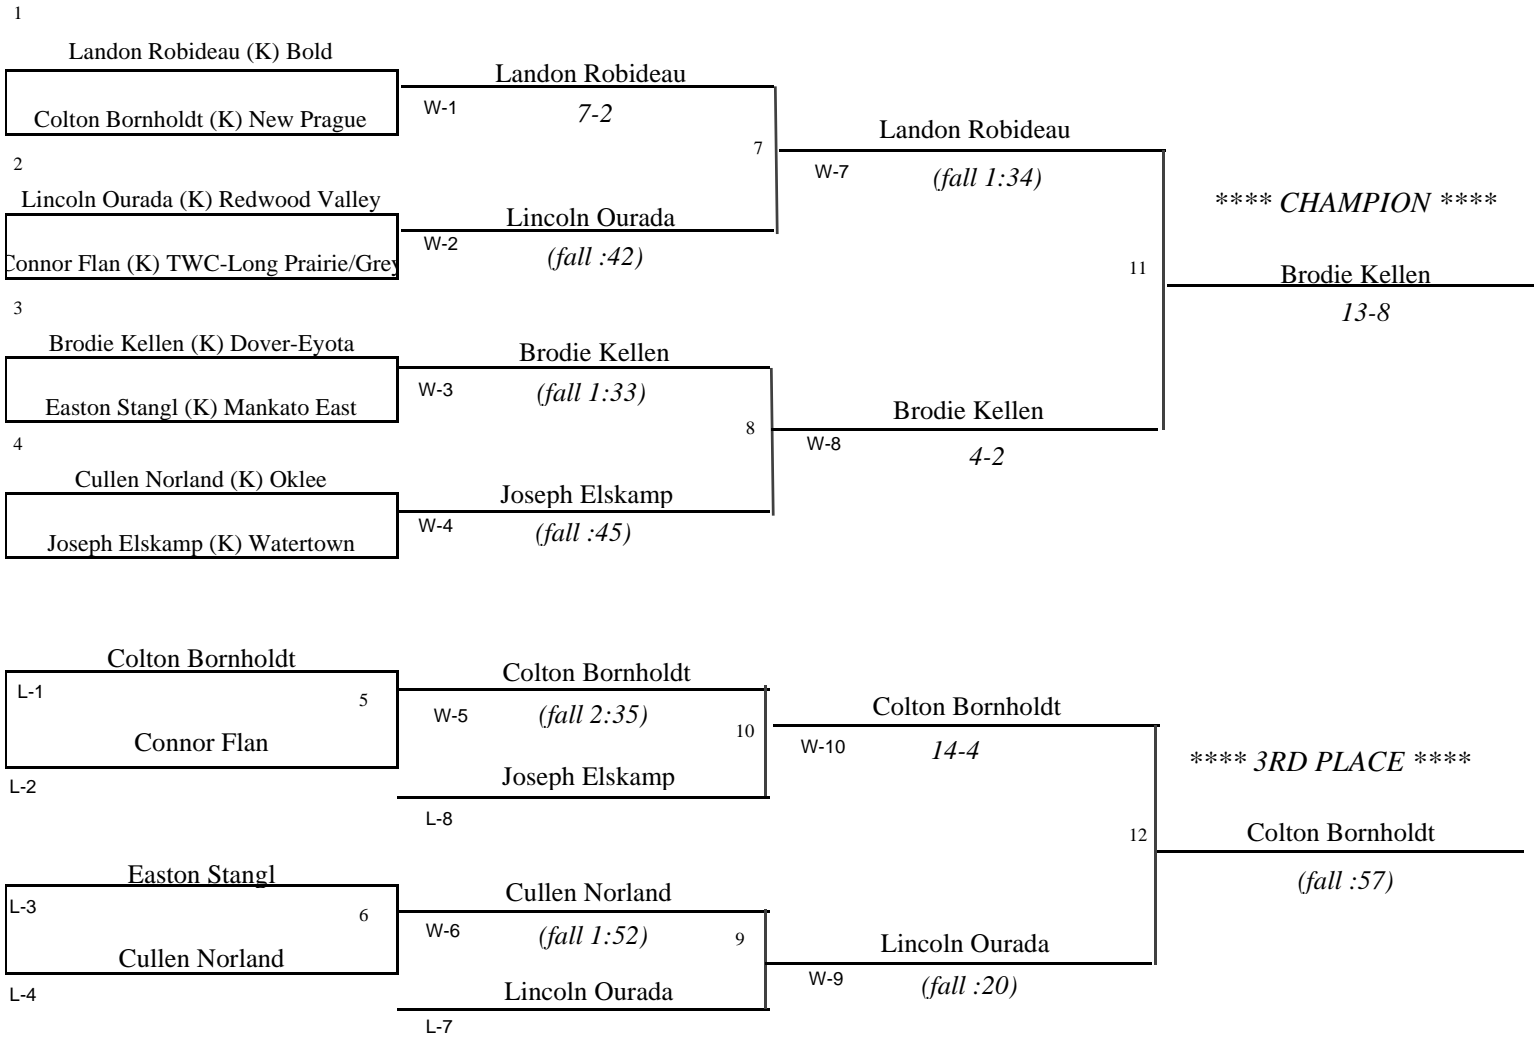 1
Landon Robideau (K) Bold
Landon Robideau
W-1
7-2
Colton Bornholdt (K) New Prague
7
Landon Robideau
W-7
(fall 1:34)
2
Lincoln Ourada (K) Redwood Valley
Lincoln Ourada
W-2
(fall :42)
Connor Flan (K) TWC-Long Prairie/Grey
**** CHAMPION ****
11
Brodie Kellen
13-8
3
Brodie Kellen (K) Dover-Eyota
Brodie Kellen
W-3
(fall 1:33)
Easton Stangl (K) Mankato East
8
Brodie Kellen
W-8
4-2
4
Cullen Norland (K) Oklee
Joseph Elskamp
W-4
(fall :45)
Joseph Elskamp (K) Watertown
Colton Bornholdt
L-1
5
Colton Bornholdt
W-5
(fall 2:35)
Connor Flan
L-2
10
Joseph Elskamp
L-8
Colton Bornholdt
W-10
14-4
**** 3RD PLACE ****
12
Colton Bornholdt
(fall :57)
Easton Stangl
L-3
6
Cullen Norland
W-6
(fall 1:52)
9
Cullen Norland
L-4
Lincoln Ourada
L-7
Lincoln Ourada
W-9
(fall :20)